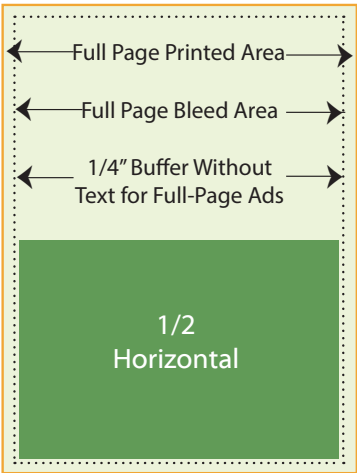 Full Page Printed Area
Full Page Bleed Area
1/4” Buffer Without
Text for Full-Page Ads
1/2
Horizontal